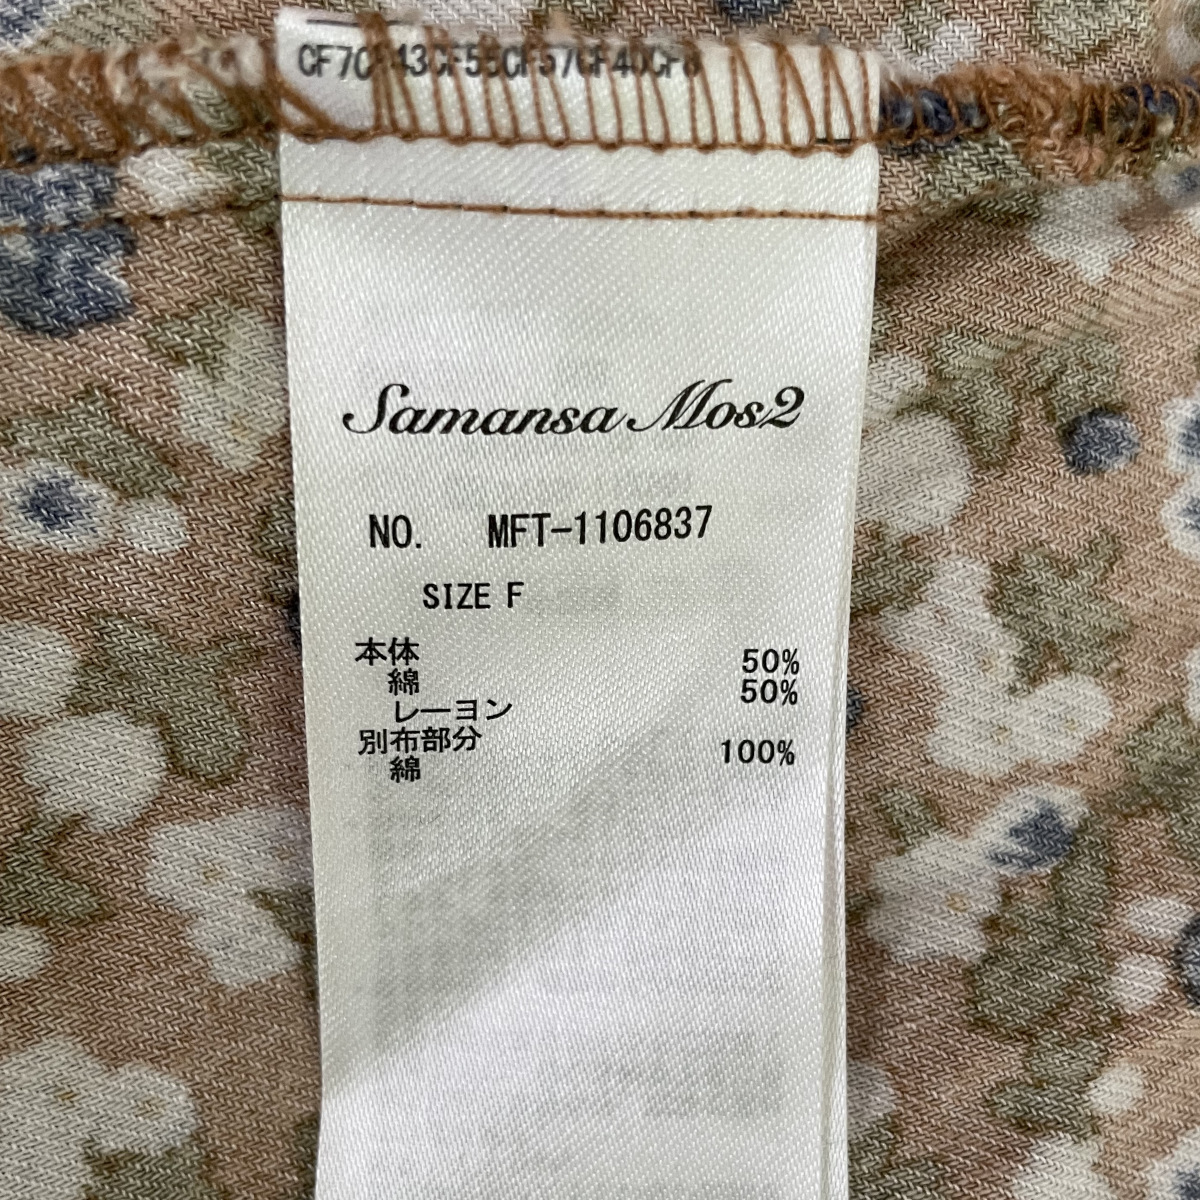 Samansa Mos2
NO. MFT-1106837
SIZE F
本体
綿 50%
レーヨン 50%
別布部分
綿 100%